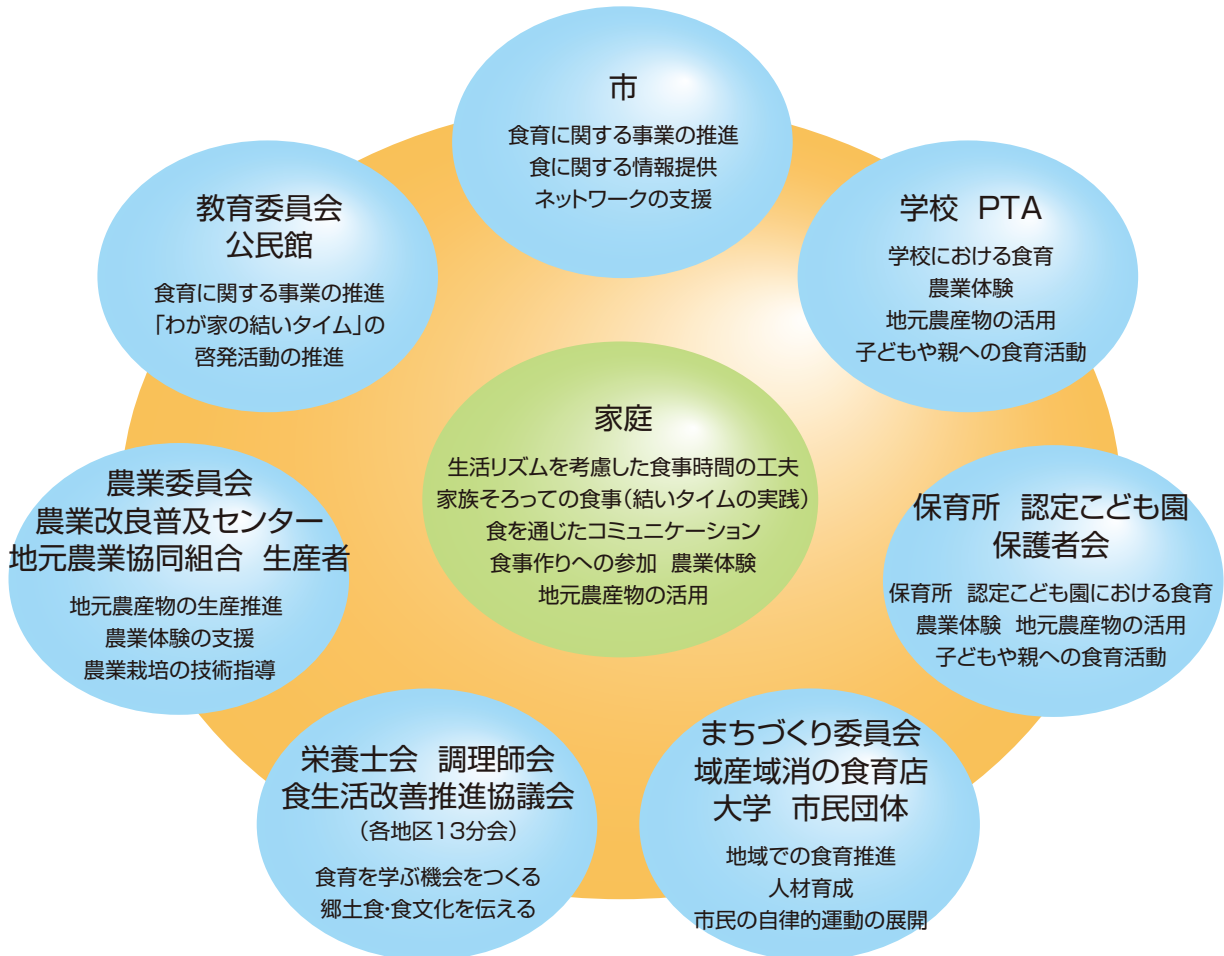 市
食育に関する事業の推進
食に関する情報提供
ネットワークの支援
教育委員会
公民館
食育に関する事業の推進
「わが家の結いタイム」の
啓発活動の推進
学校 PTA
学校における食育
農業体験
地元農産物の活用
子どもや親への食育活動
家庭
生活リズムを考慮した食事時間の工夫
家族そろっての食事(結いタイムの実践)
食を通じたコミュニケーション
食事作りへの参加 農業体験
地元農産物の活用
農業委員会
農業改良普及センター
地元農業協同組合 生産者
地元農産物の生産推進
農業体験の支援
農業栽培の技術指導
保育所 認定こども園
保護者会
保育所 認定こども園における食育
農業体験 地元農産物の活用
子どもや親への食育活動
栄養士会 調理師会
食生活改善推進協議会
(各地区13分会)
食育を学ぶ機会をつくる
郷土食・食文化を伝える
まちづくり委員会
域産域消の食育店
大学 市民団体
地域での食育推進
人材育成
市民の自律的運動の展開